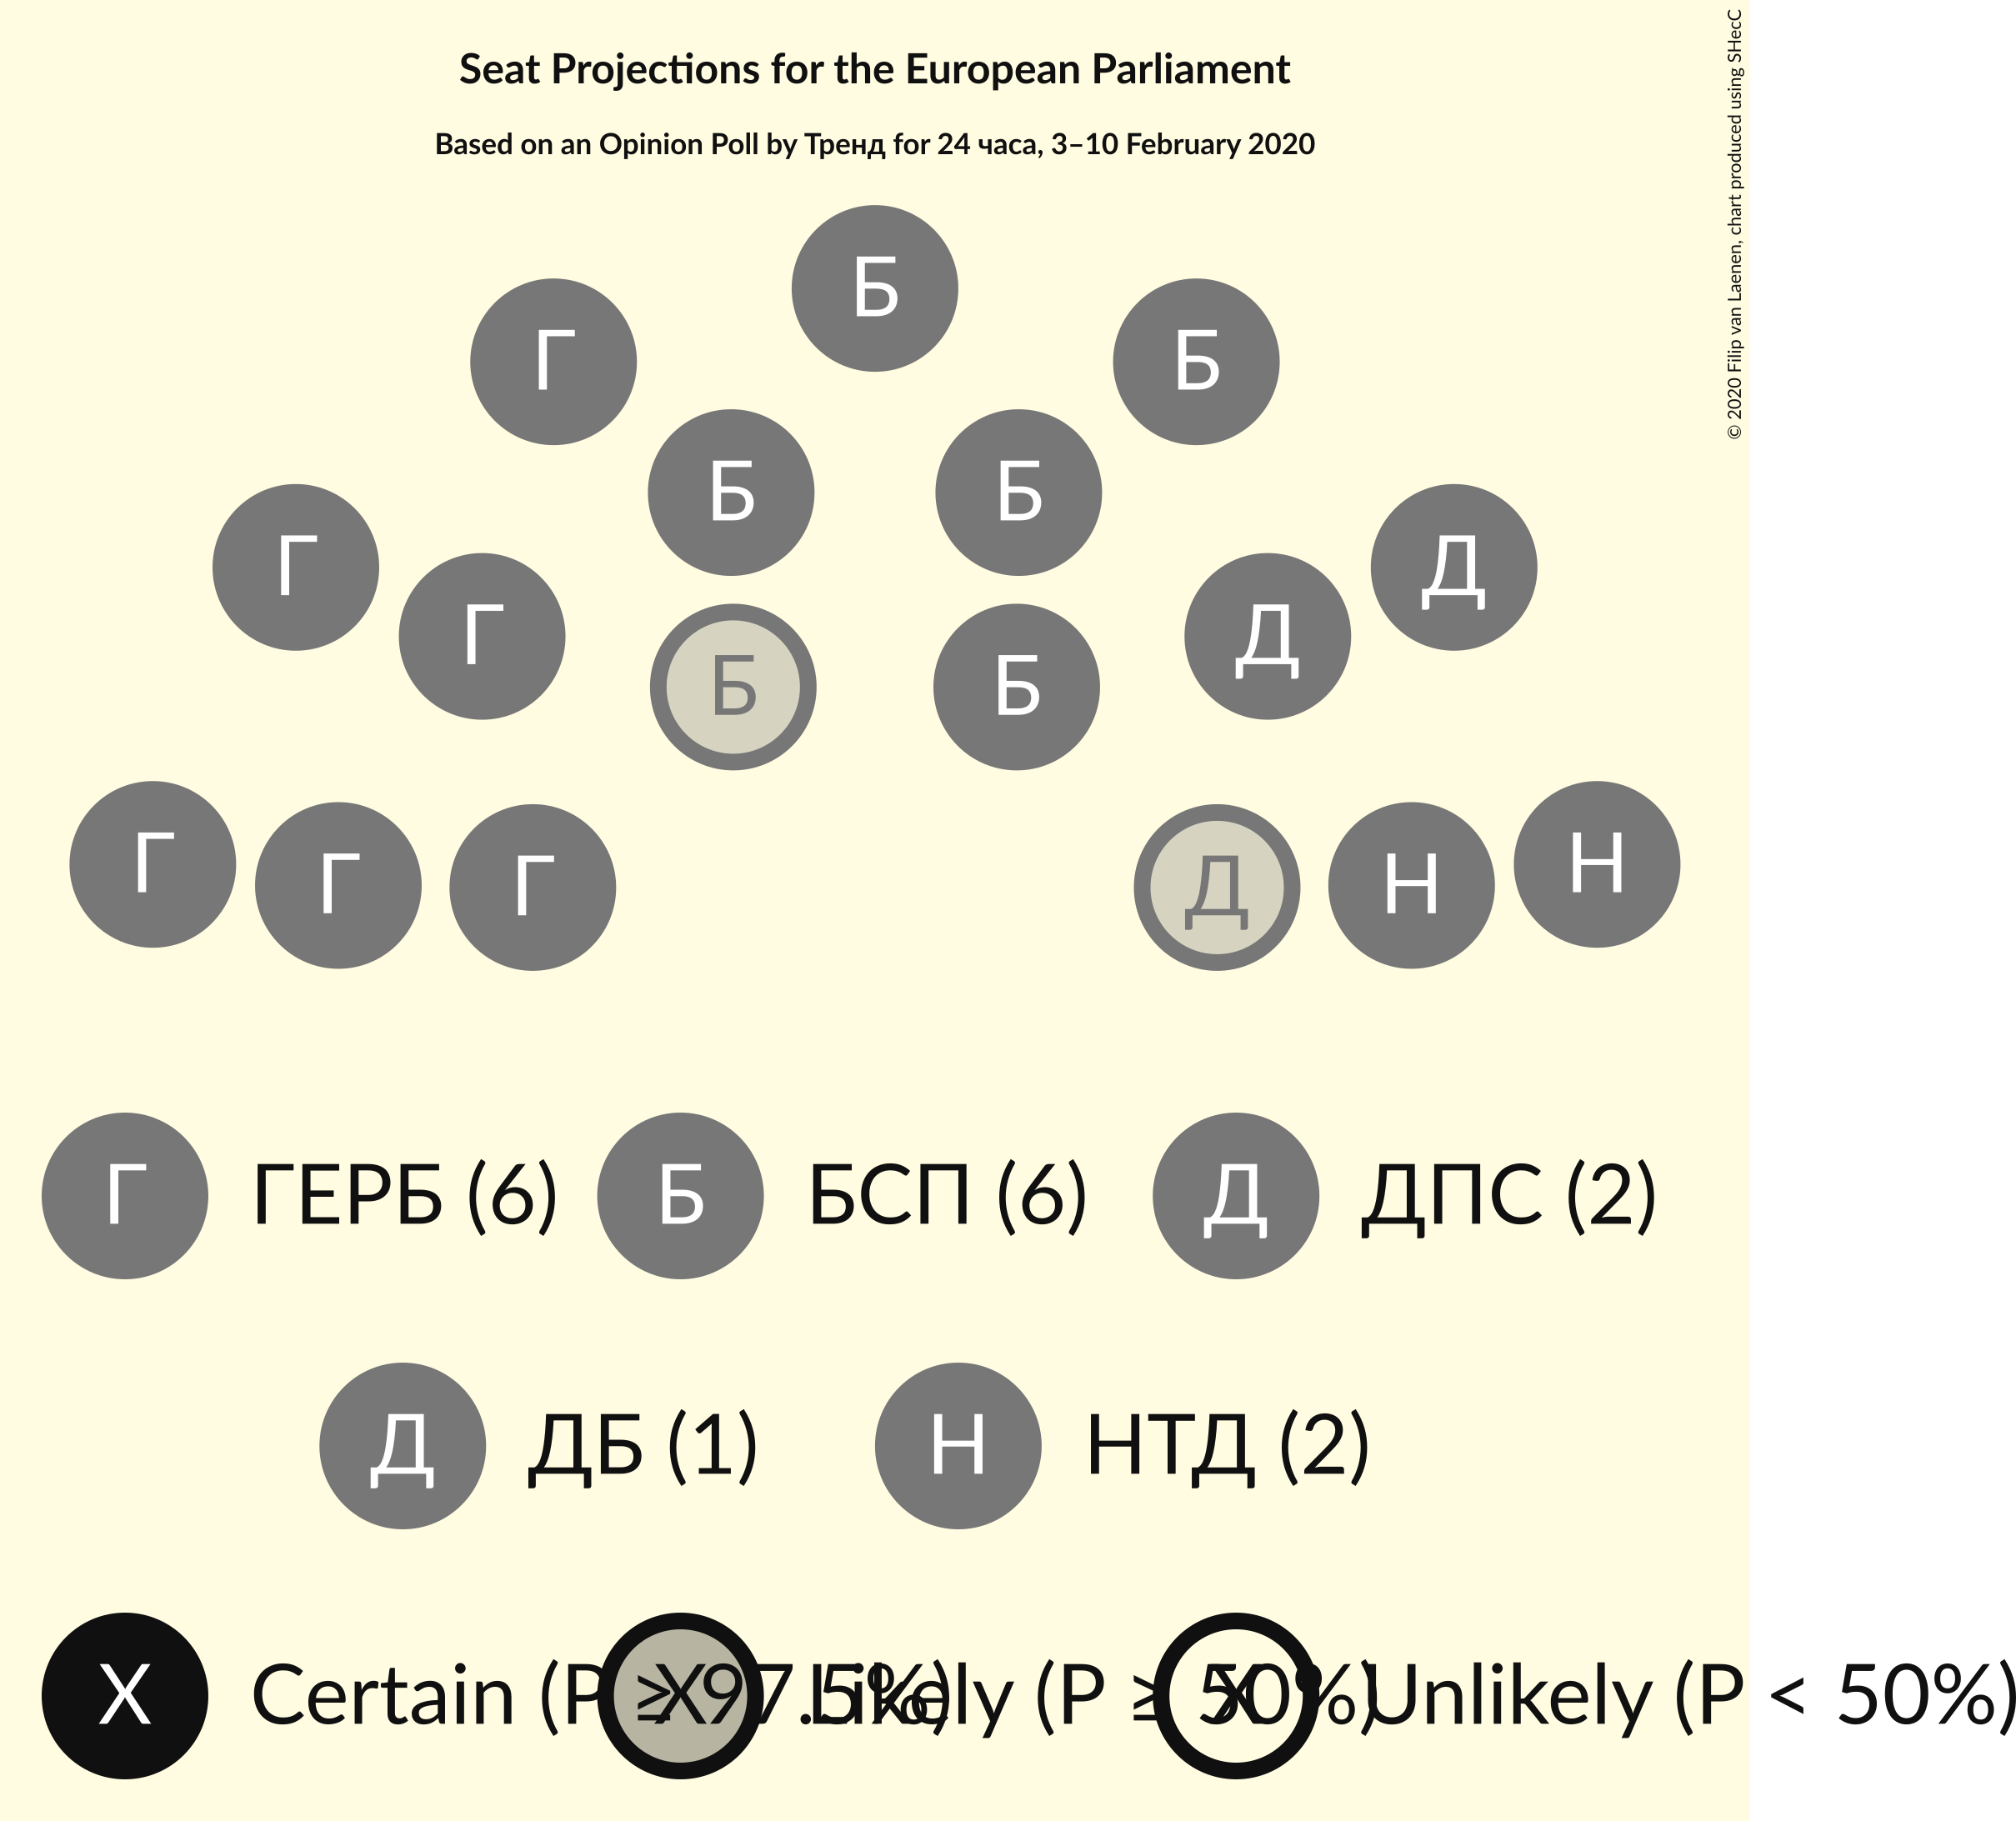 Seat Projections for the European Parliament
Based on an Opinion Poll by Тренд for 24 часа, 3–10 February 2020
© 2020 Filip van Laenen, chart produced using SHecC
Б
Г Б
Б Б
Г Д
Г Д
Б Б
Г Н
Г Н
Г Д
Г ГЕРБ (6) Б БСП (6) Д ДПС (2)
Д ДБ (1) Н НТД (2)
X Certain (P ≥ 97.5%) X Likely (P ≥ 50%) X Unlikely (P < 50%)